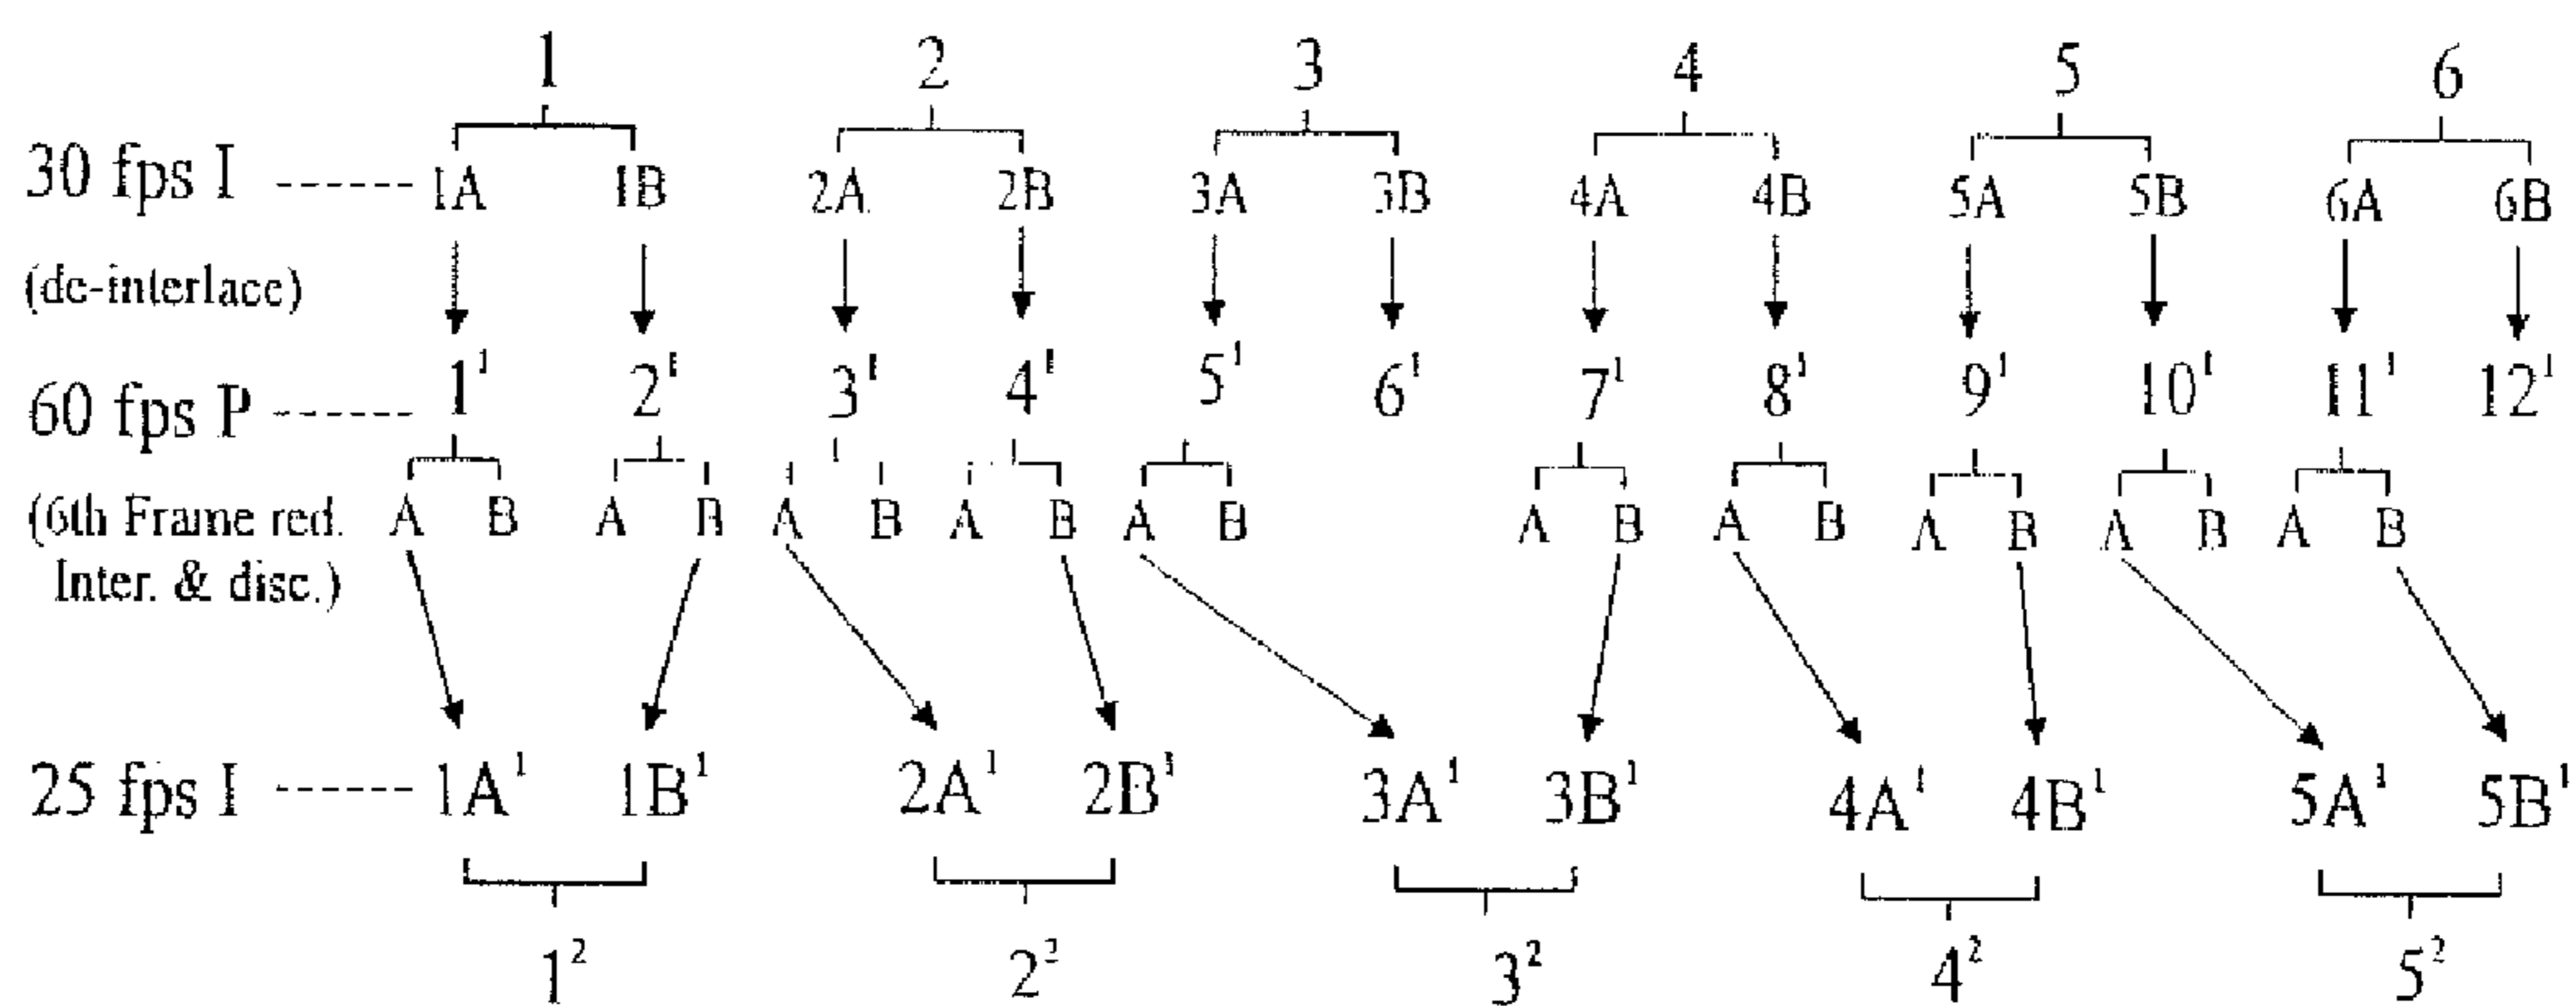 1 2 3 4 5 6
30 fps I ------ 1A 1B 2A 2B 3A 3B 4A 4B 5A 5B 6A 6B
(de-interlace)
60 fps P ------ 1¹ 2¹ 3¹ 4¹ 5¹ 6¹ 7¹ 8¹ 9¹ 10¹ 11¹ 12¹
(6th Frame red. A B A B A B A B A B A B A B A B A B A B
Inter. & disc.)
25 fps I ------ 1A¹ 1B¹ 2A¹ 2B¹ 3A¹ 3B¹ 4A¹ 4B¹ 5A¹ 5B¹
1² 2² 3² 4² 5²